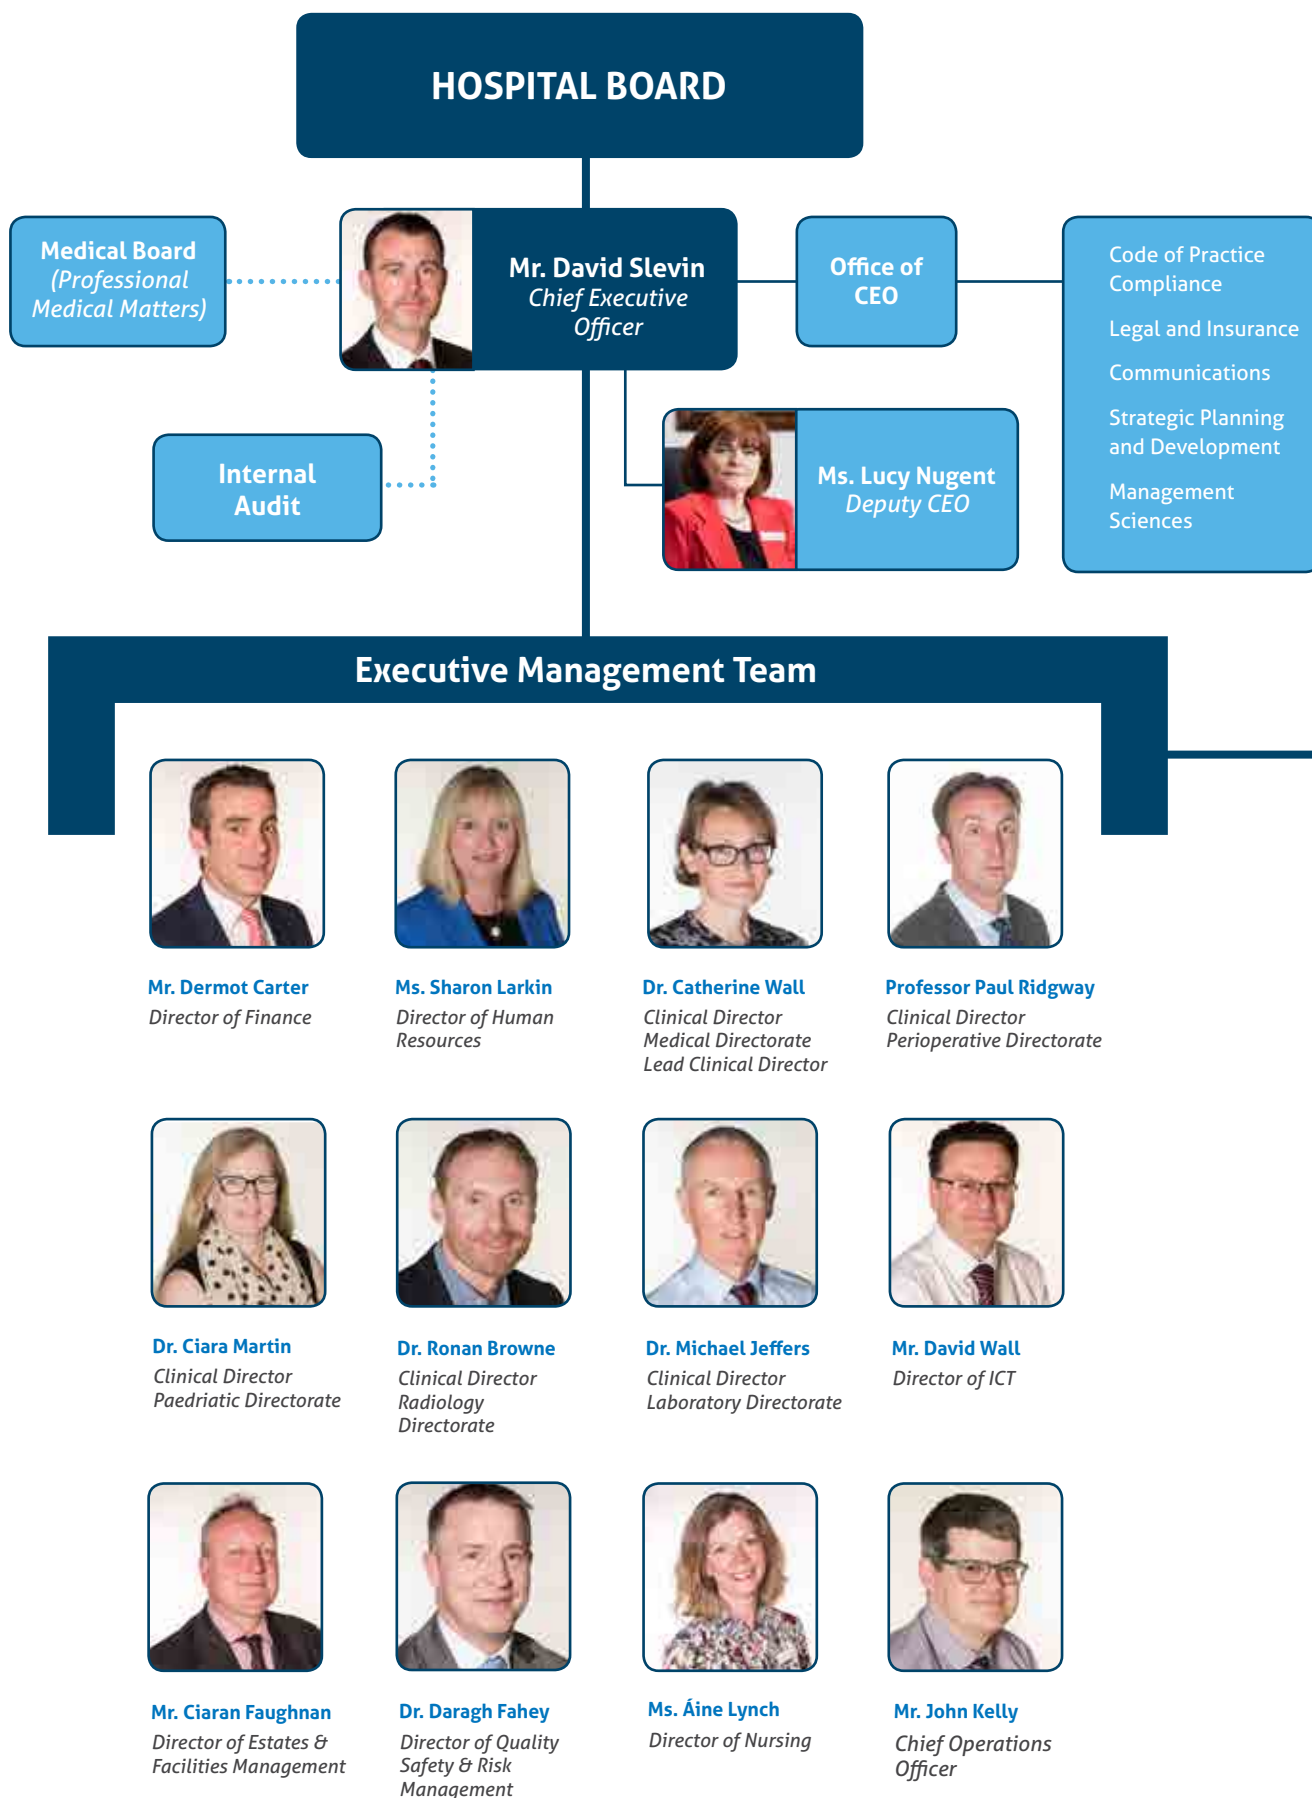 HOSPITAL BOARD
Medical Board
(Professional
Medical Matters)
Mr. David Slevin
Chief Executive
Officer
Office of
CEO
Code of Practice
Compliance
Legal and Insurance
Communications
Strategic Planning
and Development
Management
Sciences
Internal
Audit
Ms. Lucy Nugent
Deputy CEO
Executive Management Team
Mr. Dermot Carter
Director of Finance
Ms. Sharon Larkin
Director of Human
Resources
Dr. Catherine Wall
Clinical Director
Medical Directorate
Lead Clinical Director
Professor Paul Ridgway
Clinical Director
Perioperative Directorate
Dr. Ciara Martin
Clinical Director
Paedriatic Directorate
Dr. Ronan Browne
Clinical Director
Radiology
Directorate
Dr. Michael Jeffers
Clinical Director
Laboratory Directorate
Mr. David Wall
Director of ICT
Mr. Ciaran Faughnan
Director of Estates &
Facilities Management
Dr. Daragh Fahey
Director of Quality
Safety & Risk
Management
Ms. Áine Lynch
Director of Nursing
Mr. John Kelly
Chief Operations
Officer